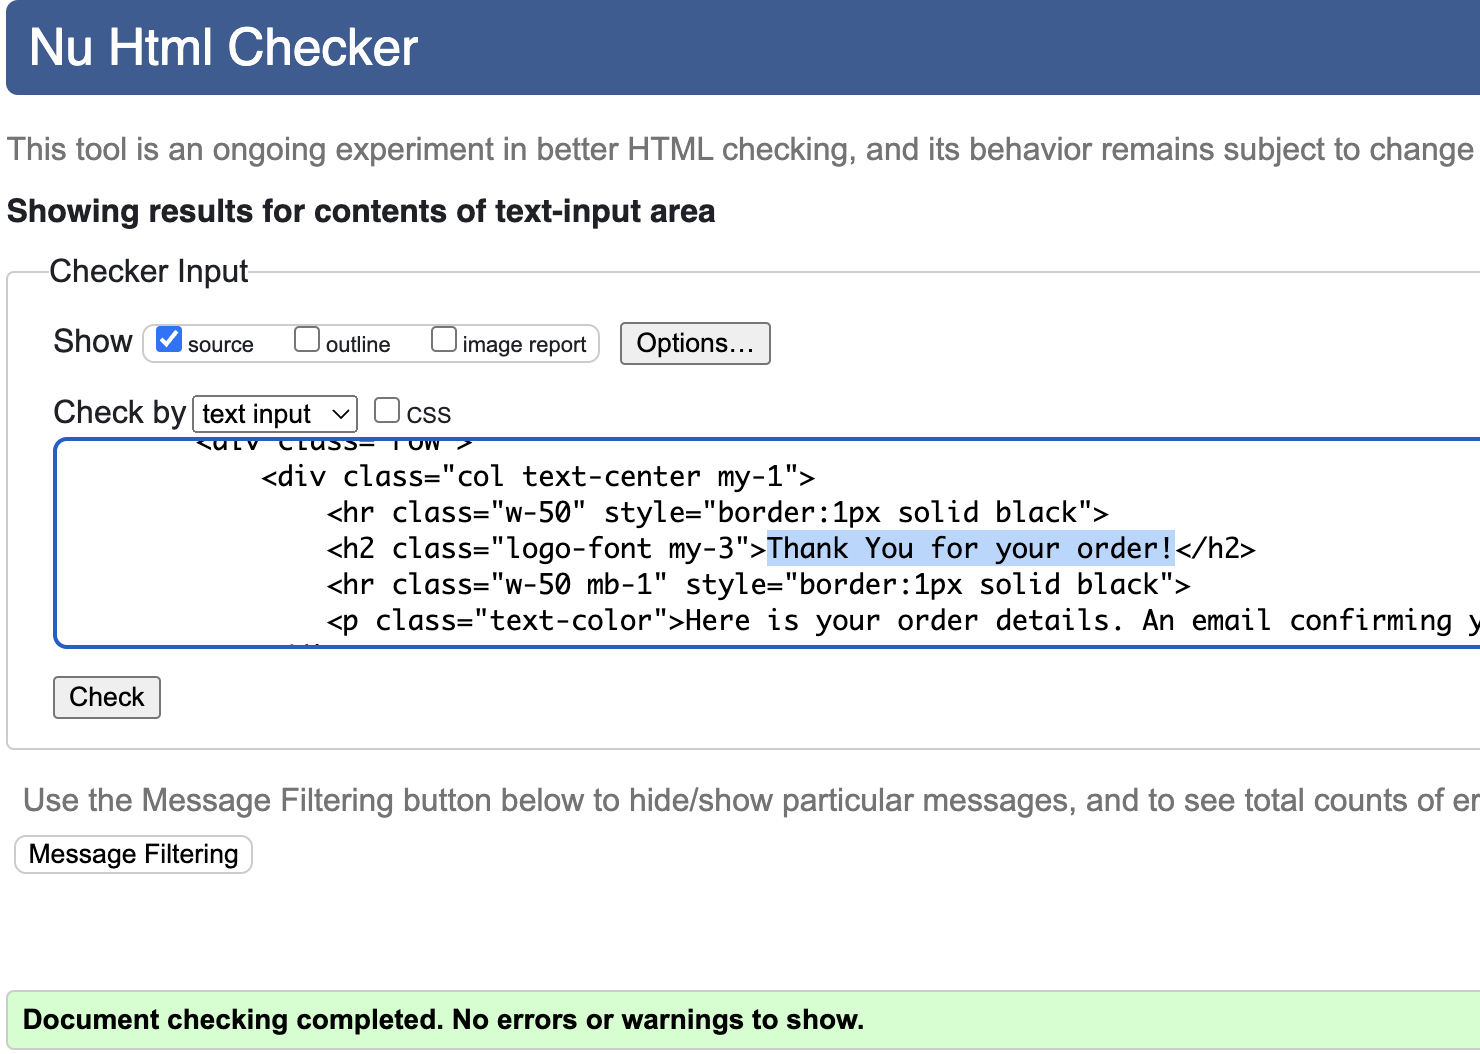 Nu Html Checker
This tool is an ongoing experiment in better HTML checking, and its behavior remains subject to change
Showing results for contents of text-input area
Checker Input
Show source outline image report Options...
Check by text input CSS
<div class="row">
<div class="col text-center my-1">
<hr class="w-50" style="border:1px solid black">
<h2 class="logo-font my-3">Thank You for your order!</h2>
<hr class="w-50 mb-1" style="border:1px solid black">
<p class="text-color">Here is your order details. An email confirming
Check
Use the Message Filtering button below to hide/show particular messages, and to see total counts of
Message Filtering
Document checking completed. No errors or warnings to show.